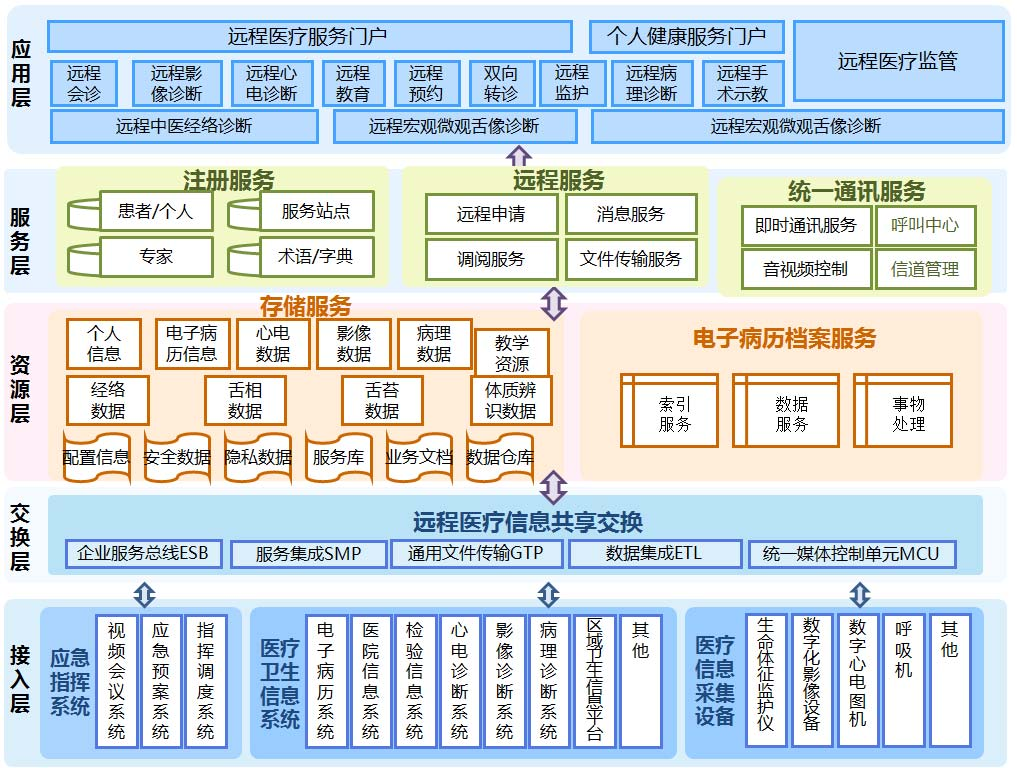 应用层
远程医疗服务门户
个人健康服务门户
远程医疗监管
远程
会诊
远程影
像诊断
远程心
电诊断
远程
教育
远程
预约
双向
转诊
远程
监护
远程病
理诊断
远程手
术示教
远程中医经络诊断
远程宏观微观舌像诊断
远程宏观微观舌像诊断
服务层
注册服务
患者/个人
服务站点
专家
术语/字典
远程服务
远程申请
消息服务
调阅服务
文件传输服务
统一通讯服务
即时通讯服务
呼叫中心
音视频控制
信道管理
资源层
存储服务
个人
信息
电子病
历信息
心电
数据
影像
数据
病理
数据
教学
资源
经络
数据
舌相
数据
舌苔
数据
体质辨
识数据
配置信息
安全数据
隐私数据
服务库
业务文档
数据仓库
电子病历档案服务
索引
服务
数据
服务
事物
处理
交换层
远程医疗信息共享交换
企业服务总线ESB
服务集成SMP
通用文件传输GTP
数据集成ETL
统一媒体控制单元MCU
接入层
应急
指挥
系统
视频会议系统
应急预案系统
指挥调度系统
医疗
卫生
信息
系统
电子病历系统
医院信息系统
检验信息系统
心电诊断系统
影像诊断系统
病理诊断系统
区域卫生信息平台
其他
医疗
信息
采集
设备
生命体征监护仪
数字化影像设备
数字心电图机
呼吸机
其他